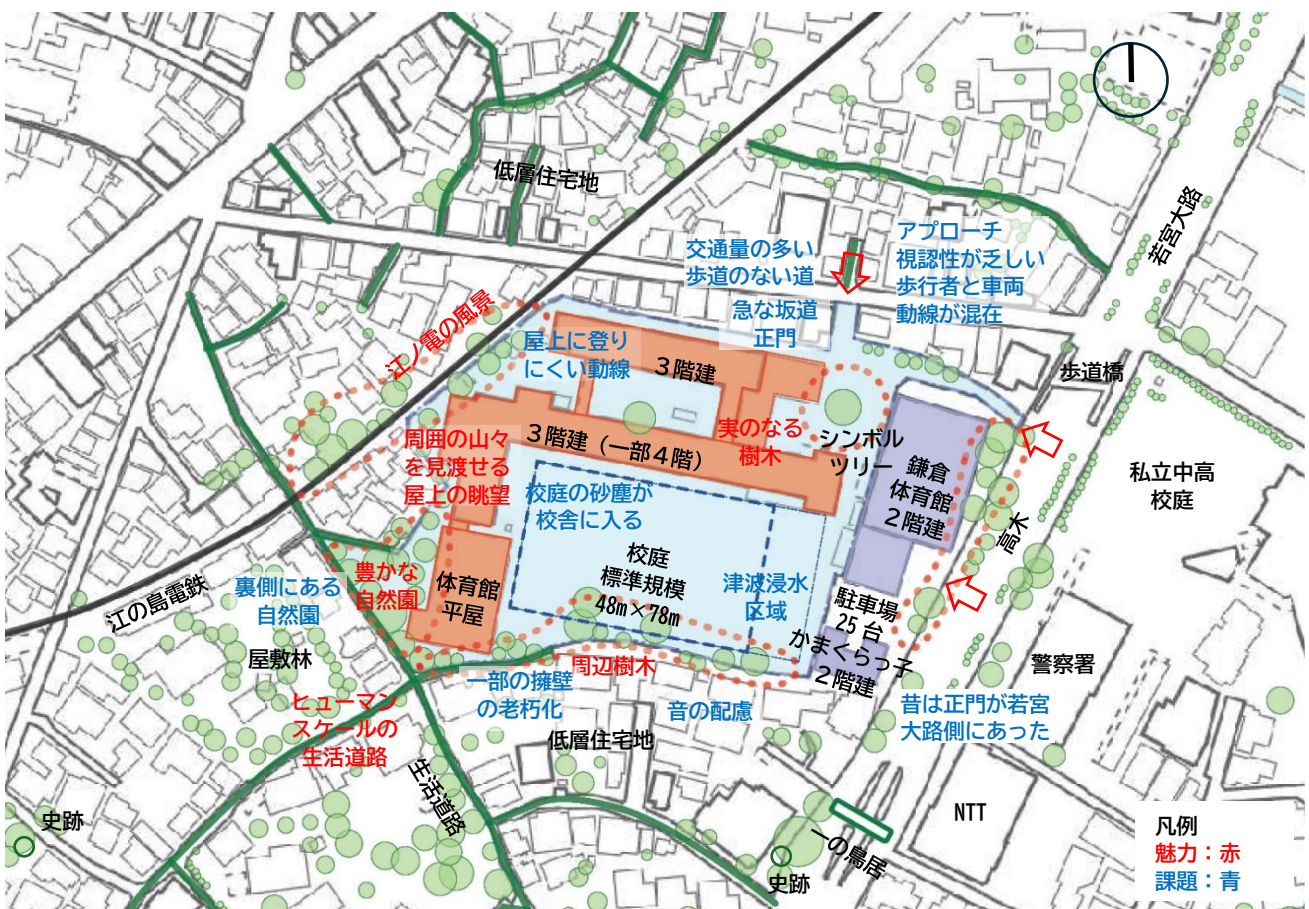 低層住宅地
若宮大路
交通量の多い
歩道のない道
アプローチ
視認性が乏しい
歩行者と車両
動線が混在
急な坂道
正門
江ノ電の風景
屋上に登り
にくい動線
3階建
歩道橋
周囲の山々
を見渡せる
屋上の眺望
3階建(一部4階)
実のなる
樹木
シンボル
ツリー
鎌倉
体育館
2階建
私立中高
校庭
高木
校庭の砂塵が
校舎に入る
校庭
標準規模
48m×78m
津波浸水
区域
江の島電鉄
裏側にある
自然園
豊かな
自然園
体育館
平屋
駐車場
25台
かまくらっ子
2階建
屋敷林
警察署
周辺樹木
一部の擁壁
の老朽化
音の配慮
昔は正門が若宮
大路側にあった
ヒューマン
スケールの
生活道路
低層住宅地
生活道路
史跡
NTT
一の鳥居
史跡
凡例
魅力:赤
課題:青